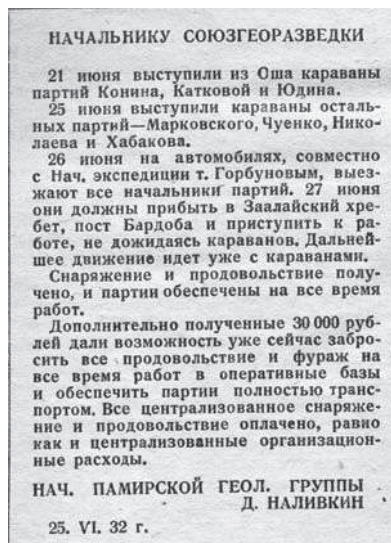 НАЧАЛЬНИКУ СОЮЗГЕОРАЗВЕДКИ
21 июня выступили из Оша караваны
партий Конина, Катковой и Юдина.
25 июня выступили караваны осталь-
ных партий—Марковского, Чуенко, Нико-
лаева и Хабакова.
26 июня на автомобилях, совместно
с Нач. экспедиции т. Горбуновым, выез-
жают все начальники партий. 27 июня
они должны прибыть в Заалайский хре-
бет, пост Бардоба и приступить к ра-
боте, не дожидаясь караванов. Дальней-
шее движение идет уже с караванами.
Снаряжение и продовольствие полу-
чено, и партии обеспечены на все время
работ.
Дополнительно полученные 30 000 руб-
лей дали возможность уже сейчас забро-
сить все продовольствие и фураж на
все время работ в оперативные базы
и обеспечить партии полностью транс-
портом. Все централизованное снаряже-
ние и продовольствие оплачено, равно
как и централизованные организацион-
ные расходы.
НАЧ. ПАМИРСКОЙ ГЕОЛ. ГРУППЫ
Д. НАЛИВКИН
25. VI. 32 г.